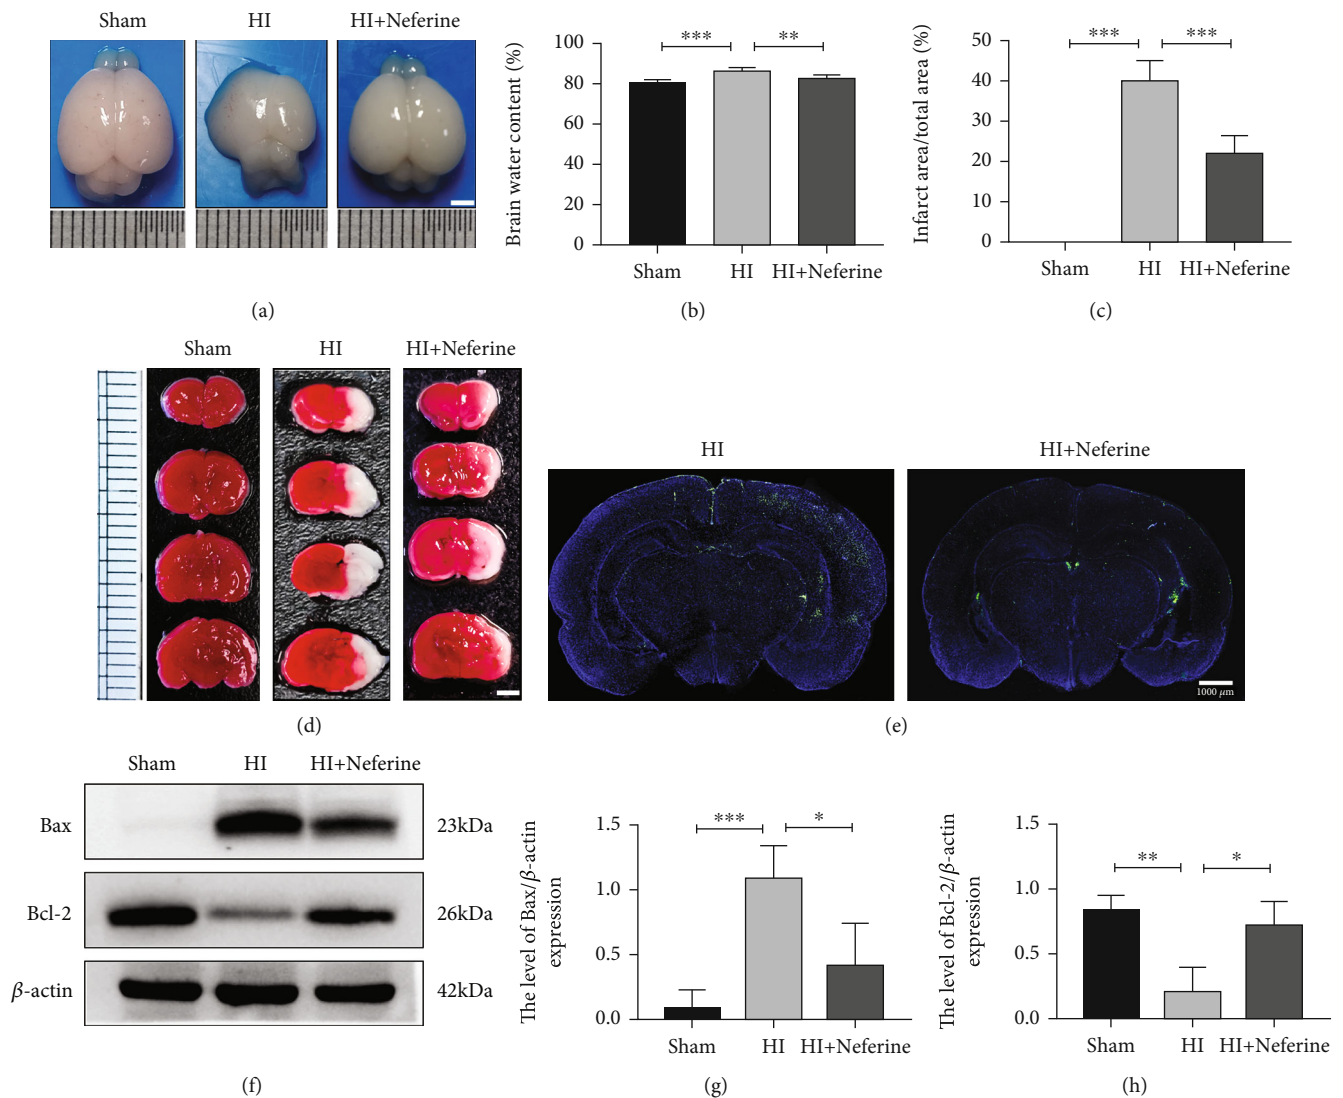 Sham HI HI+Neferine
(a)
Brain water content (%)
100
80
60
40
20
0
*** **
Sham HI HI+Neferine
(b)
Infarct area/total area (%)
50
40
30
20
10
0
*** ***
Sham HI HI+Neferine
(c)
Sham HI HI+Neferine
(d)
HI HI+Neferine
1000 μm
(e)
Sham HI HI+Neferine
Bax 23kDa
Bcl-2 26kDa
β-actin 42kDa
(f)
The level of Bax/β-actin
expression
1.5
1.0
0.5
0.0
*** *
Sham HI HI+Neferine
(g)
The level of Bcl-2/β-actin
expression
1.5
1.0
0.5
0.0
** *
Sham HI HI+Neferine
(h)